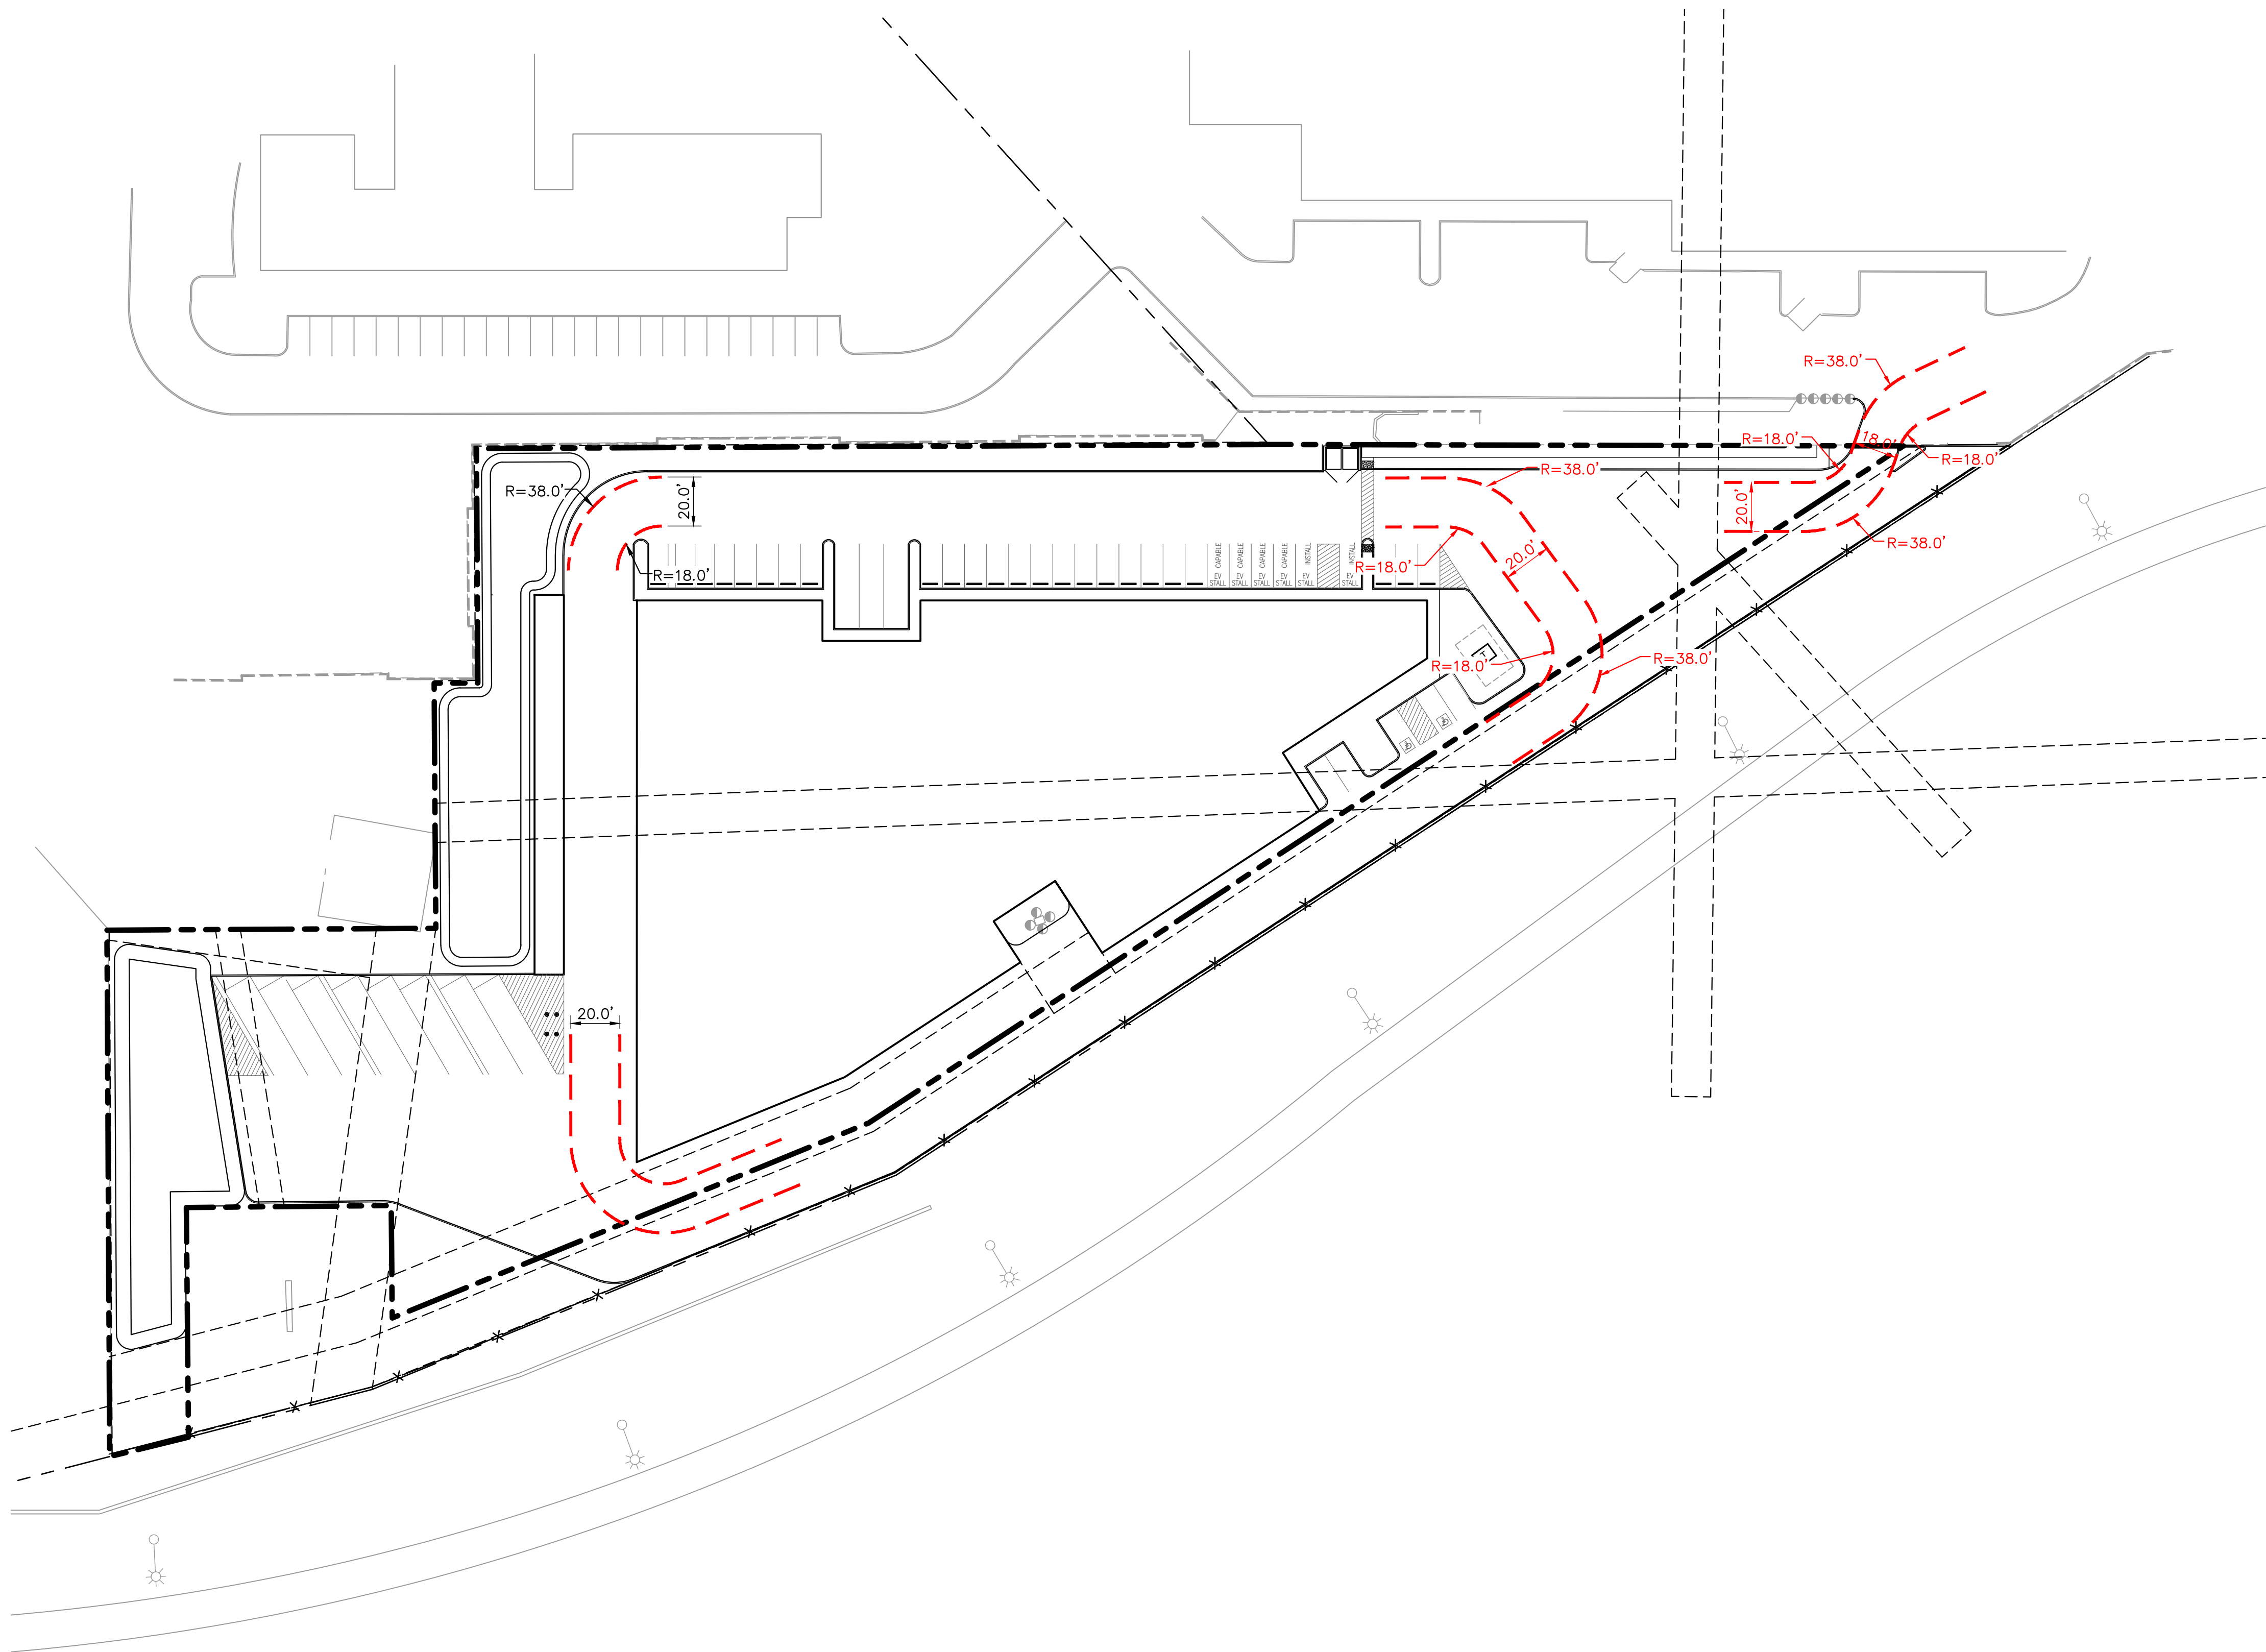 R=38.0'
R=38.0'
R=18.0'
18.0'
R=18.0'
R=38.0'
R=38.0'
20.0'
20.0'
R=38.0'
R=18.0'
R=18.0'
20.0'
EV STALL CAPABLE
EV STALL CAPABLE
EV STALL CAPABLE
EV STALL CAPABLE
EV STALL INSTALL
EV STALL INSTALL
R=18.0'
R=38.0'
T
20.0'